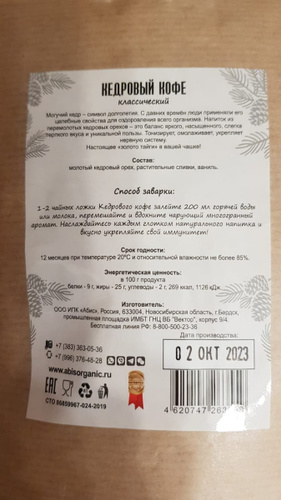 КЕДРОВЫЙ КОФЕ
классический
Могучий кедр – символ долголетия. С давних времён люди применяли его
целебные свойства для оздоровления всего организма. Напиток из
перемолотых кедровых орехов – это баланс яркого, насыщенного, слегка
терпкого вкуса и уникальной пользы. Тонизирует, омолаживает, укрепляет
нервную систему
Настоящее «золото тайги» в вашей чашке!
Состав:
молотый кедровый орех, растительные сливки, ваниль.
Способ заварки:
1-2 чайных ложки Кедрового кофе залейте 200 мл горячей воды
или молока, перемешайте и вдохните чарующий многогранный
аромат. Наслаждайтесь каждым глотком натурального напитка и
вкусно укрепляйте свой иммунитет!
Срок годности:
12 месяцев при температуре 20°С и относительной влажности не более 85%.
Энергетическая ценность:
в 100 г продукта
белки - 9 г, жиры - 25 г, углеводы - 2 г, 269 ккал, 1126 кДж.
Изготовитель:
ООО ИПК «Абис», Россия, 633004, Новосибирская область, г.Бердск,
промышленная площадка ИМБТ ГНЦ ВБ "Вектор", корпус 9/4.
Бесплатная линия РФ: 8-800-500-23-36
Дата производства:
+7 (383) 363-05-36
+7 (996) 376-48-28
02 ОКТ 2023
www.abisorganic.ru
EAC
СТО 86850967-024-2019
4 620747 262